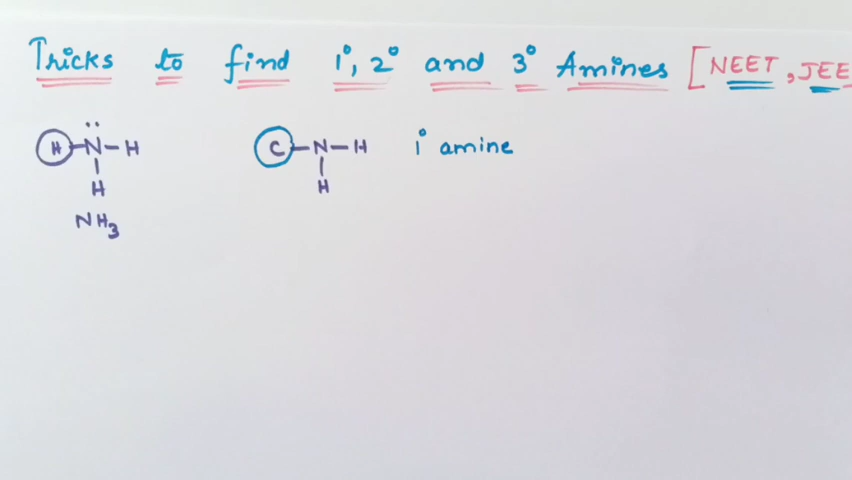 Tricks to find 1°, 2° and 3° Amines [NEET, JEE
H N H C N H 1° amine
H H
NH3